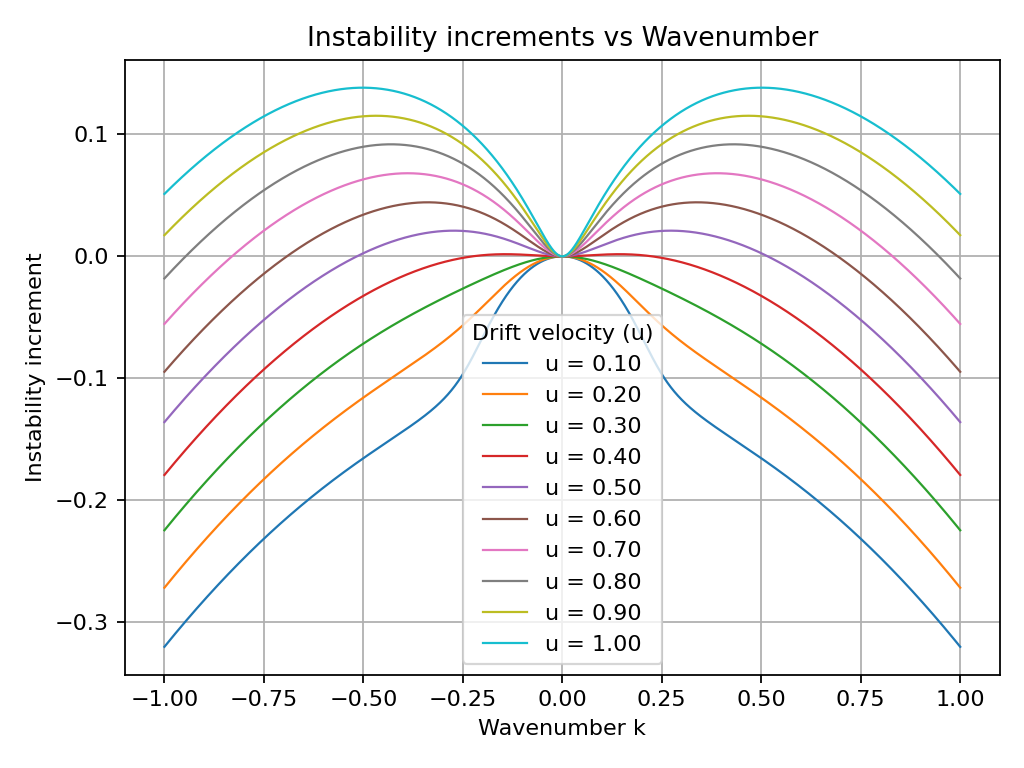 Instability increments vs Wavenumber
Instability increment
0.1
0.0
−0.1
−0.2
−0.3
Drift velocity (u)
u = 0.10
u = 0.20
u = 0.30
u = 0.40
u = 0.50
u = 0.60
u = 0.70
u = 0.80
u = 0.90
u = 1.00
−1.00 −0.75 −0.50 −0.25 0.00 0.25 0.50 0.75 1.00
Wavenumber k